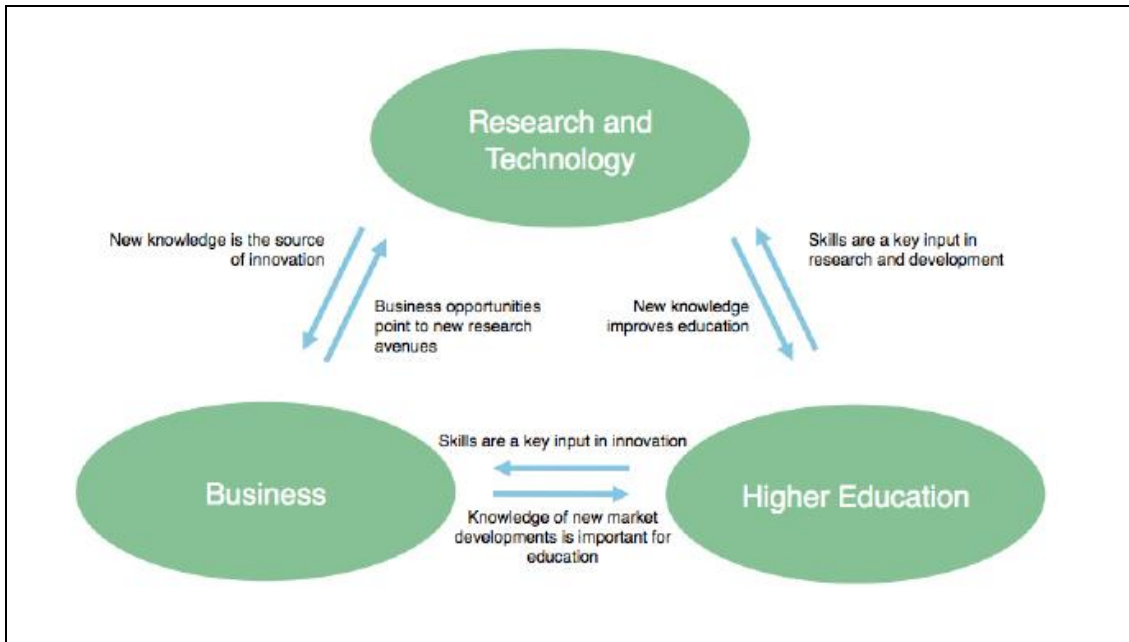 Research and
Technology
New knowledge is the source
of innovation
Skills are a key input in
research and development
Business opportunities
point to new research
avenues
New knowledge
improves education
Skills are a key input in innovation
Business
Higher Education
Knowledge of new market
developments is important for
education